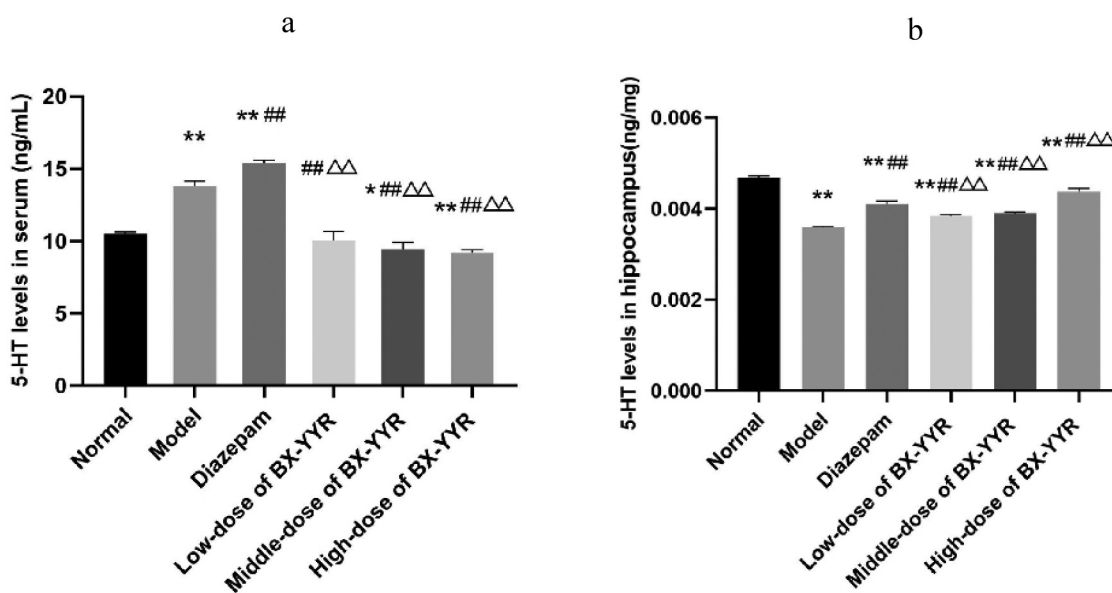 a
5-HT levels in serum (ng/mL)
20
15
10
5
0
**
** ##
## △△
* ##△△
** ##△△
Normal
Model
Diazepam
Low-dose of BX-YYR
Middle-dose of BX-YYR
High-dose of BX-YYR
b
5-HT levels in hippocampus(ng/mg)
0.006
0.004
0.002
0.000
**
** ##
**##△△
**##△△
**##△△
Normal
Model
Diazepam
Low-dose of BX-YYR
Middle-dose of BX-YYR
High-dose of BX-YYR